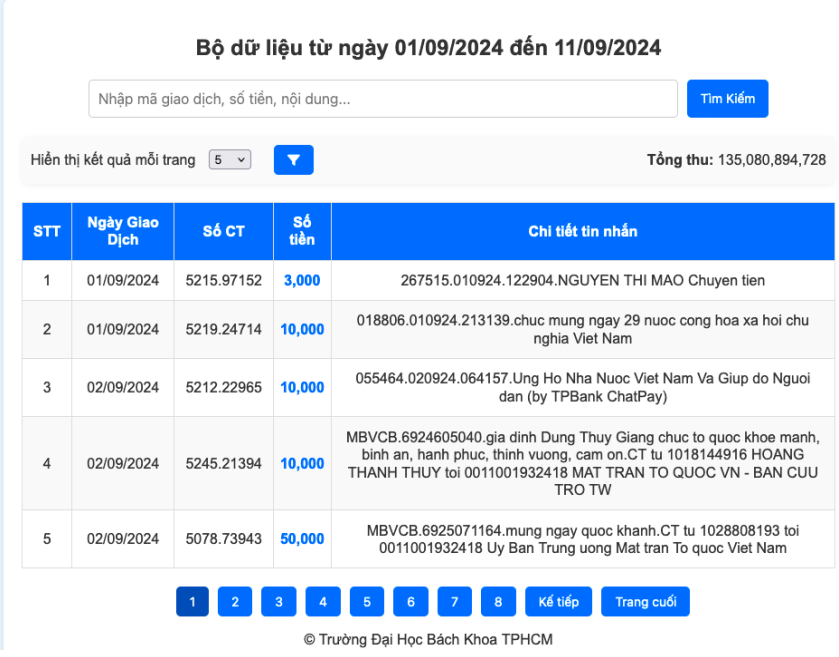 Bộ dữ liệu từ ngày 01/09/2024 đến 11/09/2024
Nhập mã giao dịch, số tiền, nội dung...
Tìm Kiếm
Hiển thị kết quả mỗi trang 5
Tổng thu: 135,080,894,728
STT Ngày Giao Dịch Số CT Số tiền Chi tiết tin nhắn
1 01/09/2024 5215.97152 3,000 267515.010924.122904.NGUYEN THI MAO Chuyen tien
2 01/09/2024 5219.24714 10,000 018806.010924.213139.chuc mung ngay 29 nuoc cong hoa xa hoi chu
nghia Viet Nam
3 02/09/2024 5212.22965 10,000 055464.020924.064157.Ung Ho Nha Nuoc Viet Nam Va Giup do Nguoi
dan (by TPBank ChatPay)
4 02/09/2024 5245.21394 10,000 MBVCB.6924605040.gia dinh Dung Thuy Giang chuc to quoc khoe manh,
binh an, hanh phuc, thinh vuong, cam on.CT tu 1018144916 HOANG
THANH THUY toi 0011001932418 MAT TRAN TO QUOC VN - BAN CUU
TRO TW
5 02/09/2024 5078.73943 50,000 MBVCB.6925071164.mung ngay quoc khanh.CT tu 1028808193 toi
0011001932418 Uy Ban Trung uong Mat tran To quoc Viet Nam
1 2 3 4 5 6 7 8 Kế tiếp Trang cuối
© Trường Đại Học Bách Khoa TPHCM